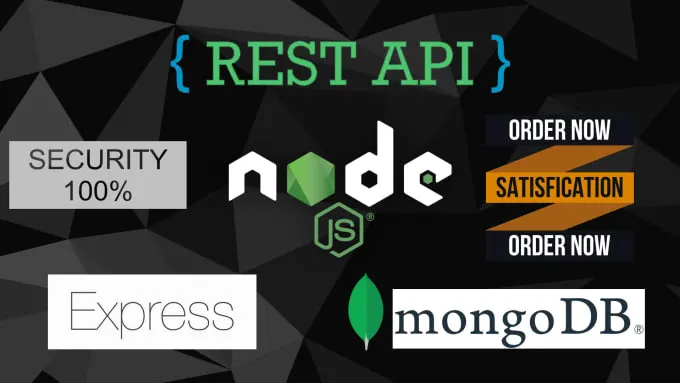 { REST API }
SECURITY
100%
node
JS®
ORDER NOW
SATISFICATION
ORDER NOW
Express
mongoDB®